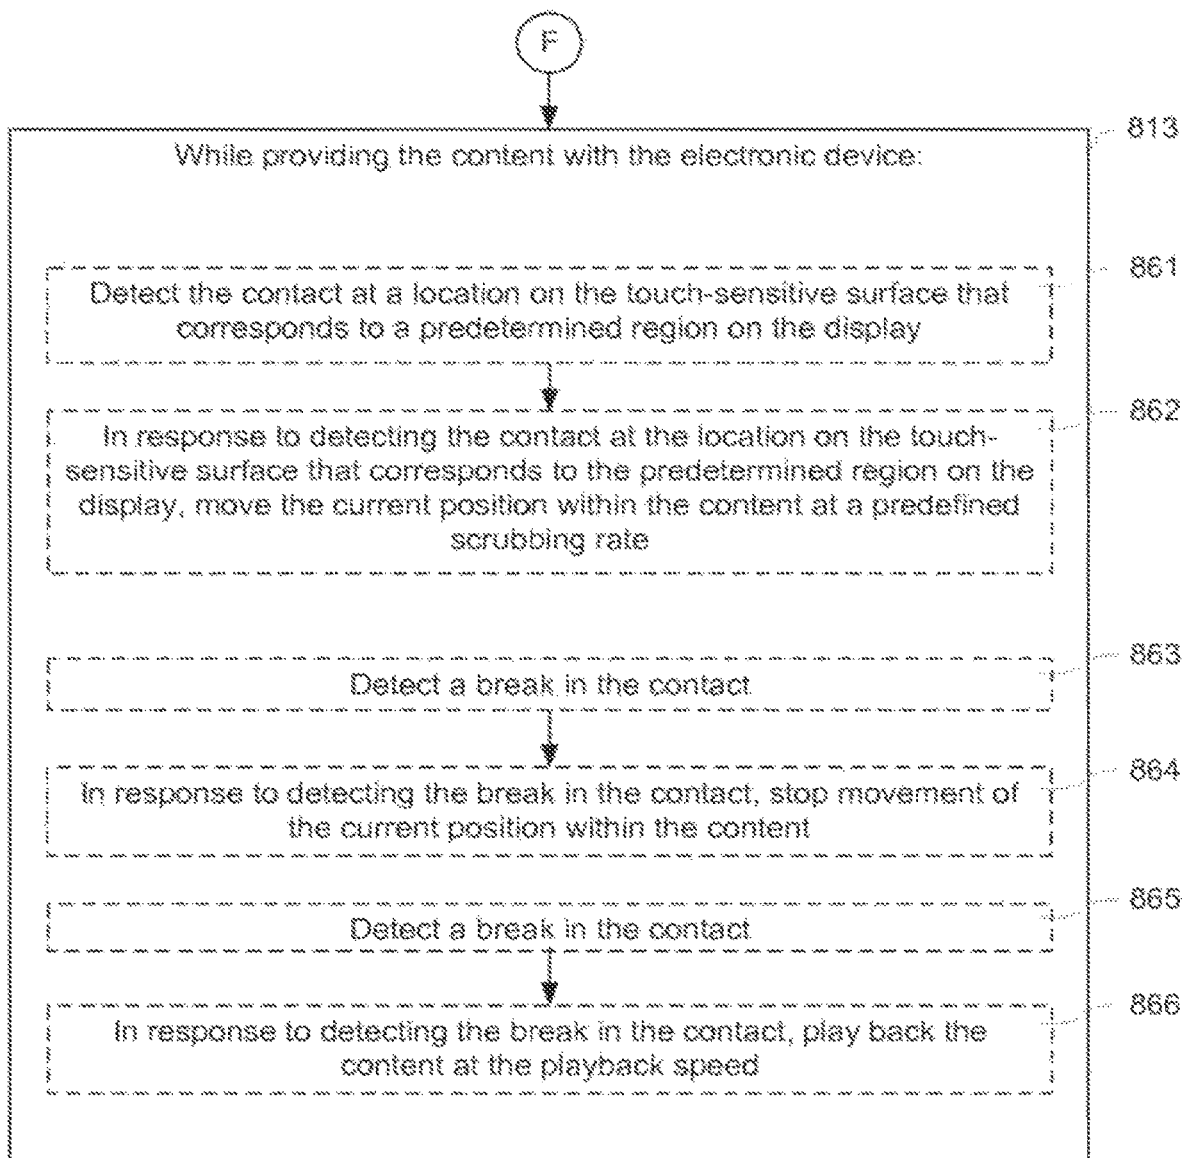 F
813
While providing the content with the electronic device:
861
Detect the contact at a location on the touch-sensitive surface that
corresponds to a predetermined region on the display
862
In response to detecting the contact at the location on the touch-
sensitive surface that corresponds to the predetermined region on the
display, move the current position within the content at a predefined
scrubbing rate
863
Detect a break in the contact
864
In response to detecting the break in the contact, stop movement of
the current position within the content
865
Detect a break in the contact
866
In response to detecting the break in the contact, play back the
content at the playback speed